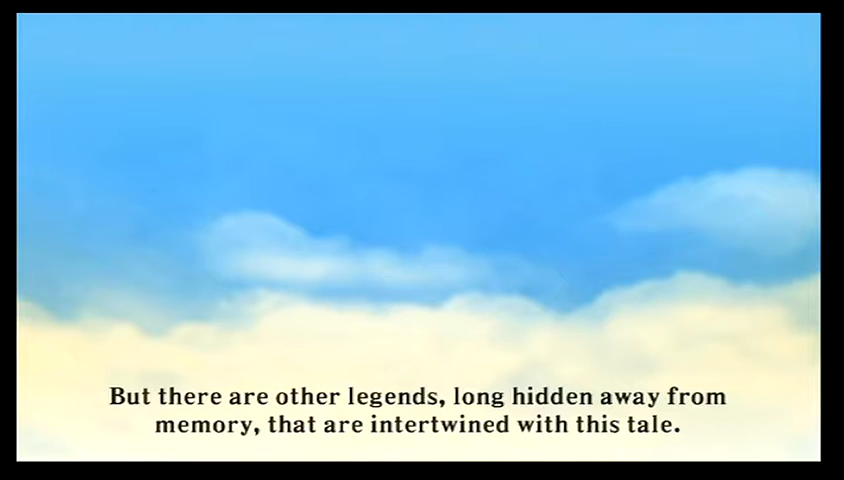 But there are other legends, long hidden away from
memory, that are intertwined with this tale.